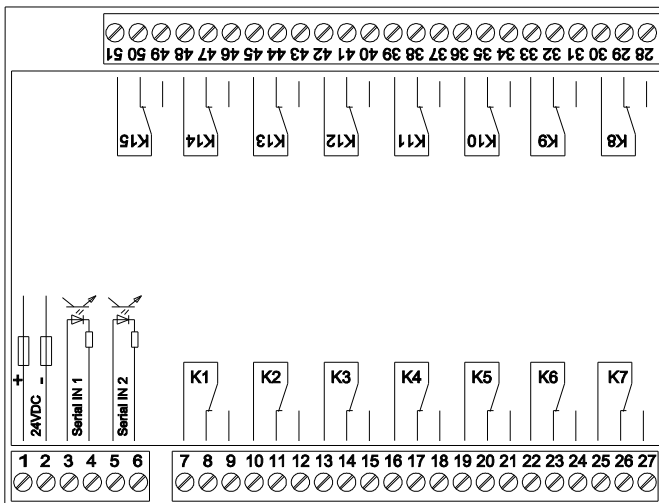 51 50 49 48 47 46 45 44 43 42 41 40 39 38 37 36 35 34 33 32 31 30 29 28
K15 K14 K13 K12 K11 K10 K9 K8
+ -
24VDC
Serial IN 1
Serial IN 2
K1 K2 K3 K4 K5 K6 K7
1 2 3 4 5 6 7 8 9 10 11 12 13 14 15 16 17 18 19 20 21 22 23 24 25 26 27